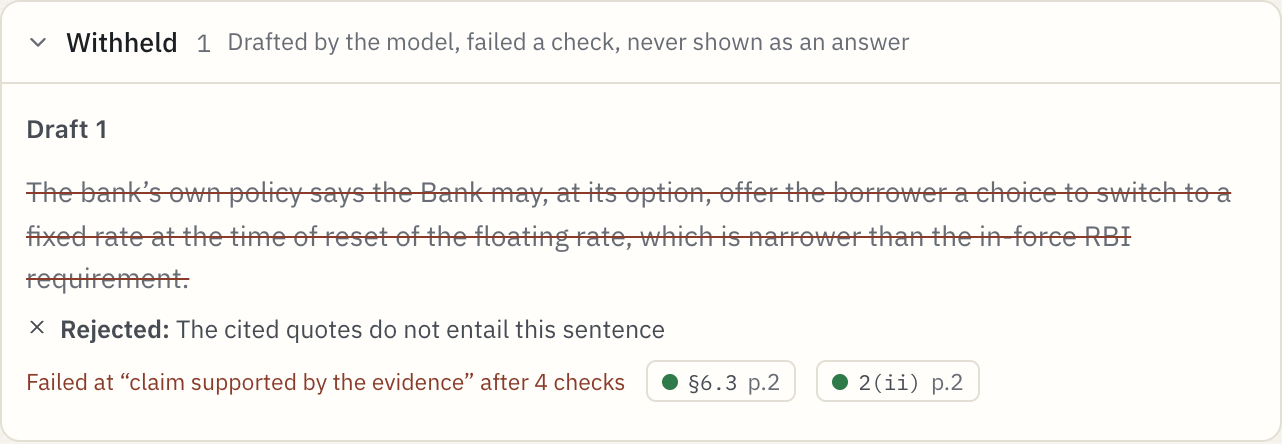 Withheld 1 Drafted by the model, failed a check, never shown as an answer
Draft 1
The bank’s own policy says the Bank may, at its option, offer the borrower a choice to switch to a
fixed rate at the time of reset of the floating rate, which is narrower than the in-force RBI
requirement.
× Rejected: The cited quotes do not entail this sentence
Failed at “claim supported by the evidence” after 4 checks §6.3 p.2 2(ii) p.2